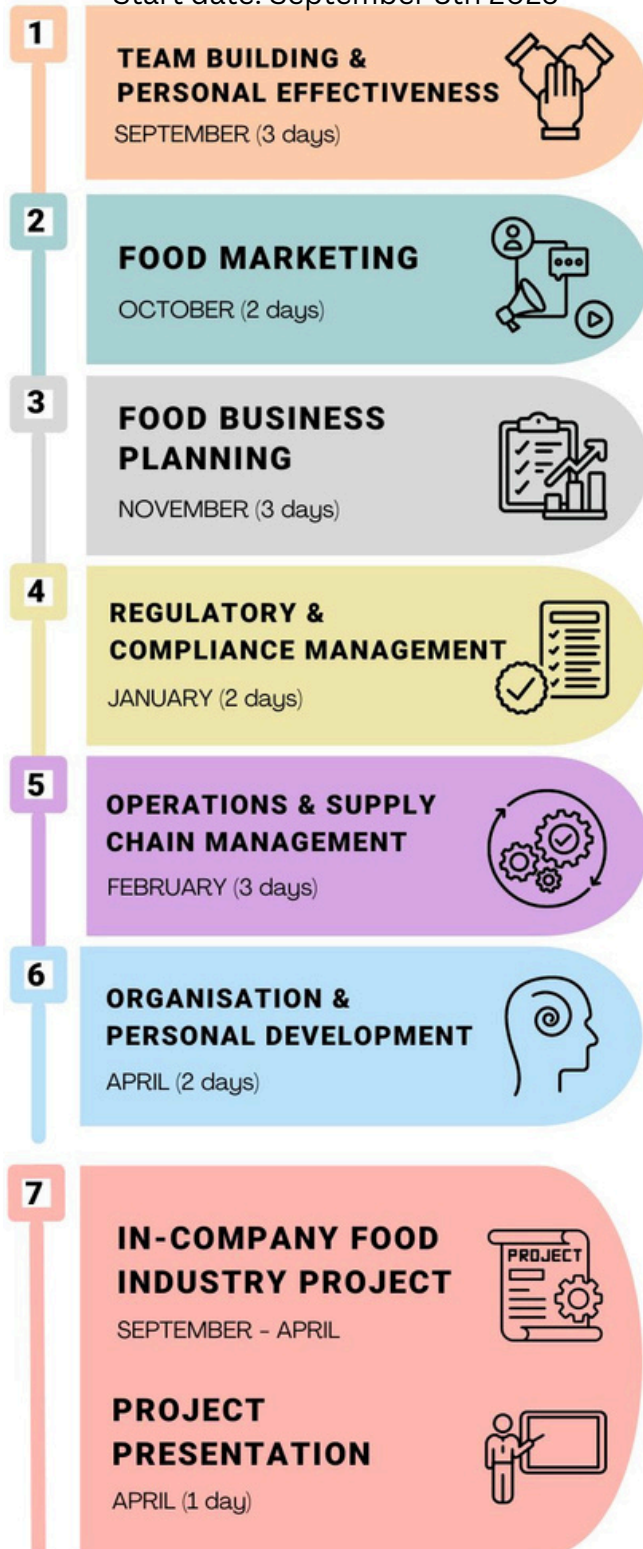 1
TEAM BUILDING &
PERSONAL EFFECTIVENESS
SEPTEMBER (3 days)
2
FOOD MARKETING
OCTOBER (2 days)
3
FOOD BUSINESS
PLANNING
NOVEMBER (3 days)
4
REGULATORY &
COMPLIANCE MANAGEMENT
JANUARY (2 days)
5
OPERATIONS & SUPPLY
CHAIN MANAGEMENT
FEBRUARY (3 days)
6
ORGANISATION &
PERSONAL DEVELOPMENT
APRIL (2 days)
7
IN-COMPANY FOOD
INDUSTRY PROJECT
SEPTEMBER - APRIL
PROJECT
PROJECT
PRESENTATION
APRIL (1 day)